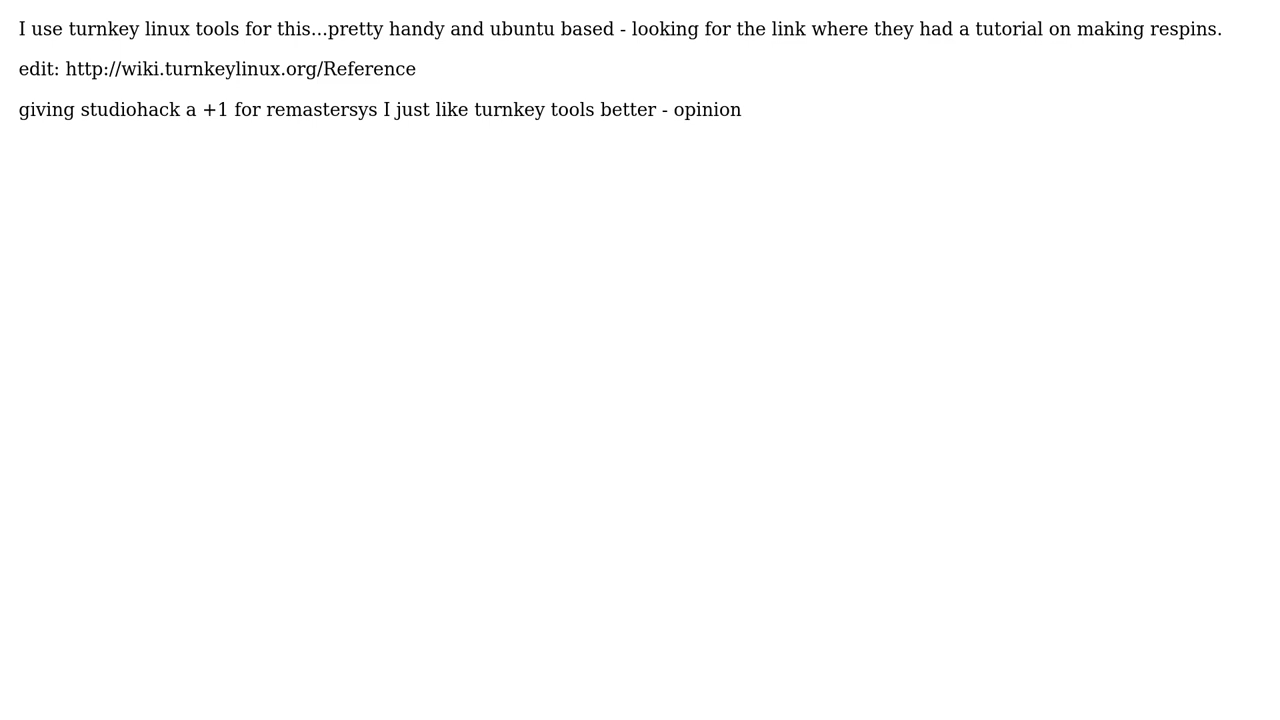 I use turnkey linux tools for this...pretty handy and ubuntu based - looking for the link where they had a tutorial on making respins.
edit: http://wiki.turnkeylinux.org/Reference
giving studiohack a +1 for remastersys I just like turnkey tools better - opinion